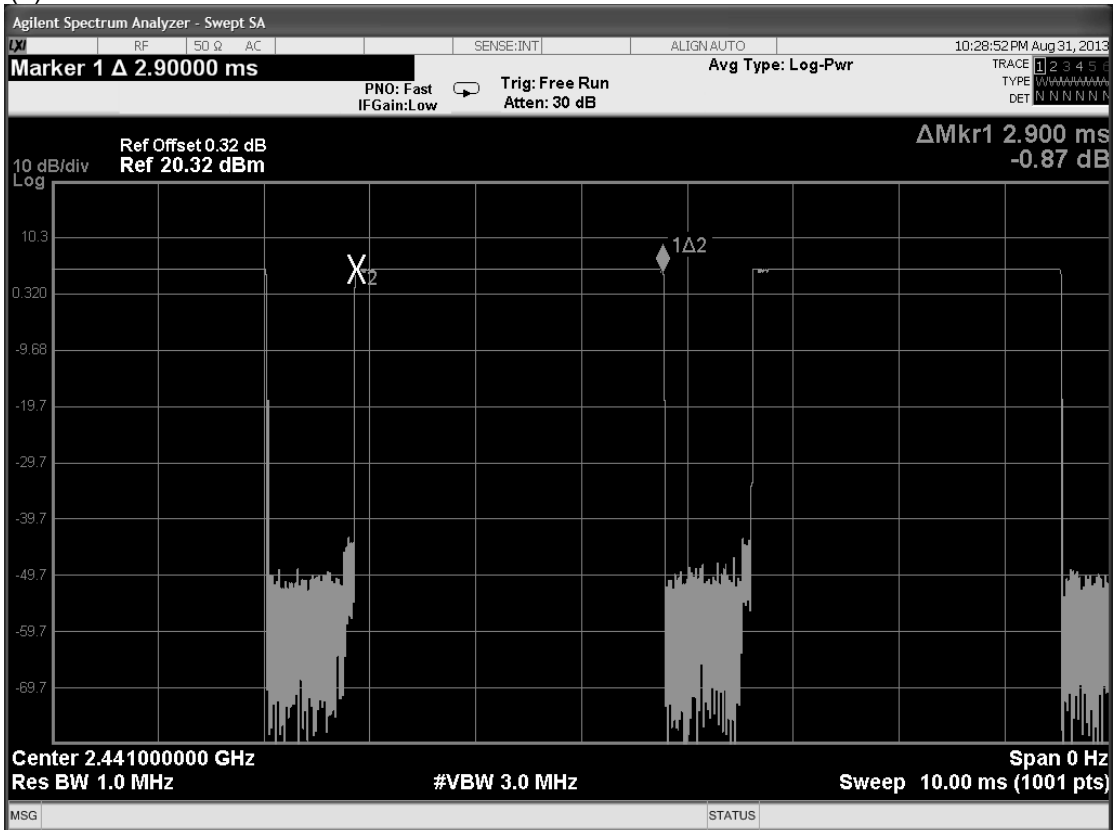 Agilent Spectrum Analyzer - Swept SA
LXI RF 50 Ω AC SENSE:INT ALIGN AUTO 10:28:52 PM Aug 31, 2013
Marker 1 Δ 2.90000 ms Avg Type: Log-Pwr TRACE 1 2 3 4 5 6
PNO: Fast Trig: Free Run TYPE
IFGain:Low Atten: 30 dB DET N N N N N N
ΔMkr1 2.900 ms
Ref Offset 0.32 dB
10 dB/div Ref 20.32 dBm -0.87 dB
Log
10.3
1Δ2
X2
0.320
-9.68
-19.7
-29.7
-39.7
-49.7
-59.7
-69.7
Center 2.441000000 GHz Span 0 Hz
Res BW 1.0 MHz #VBW 3.0 MHz Sweep 10.00 ms (1001 pts)
MSG STATUS